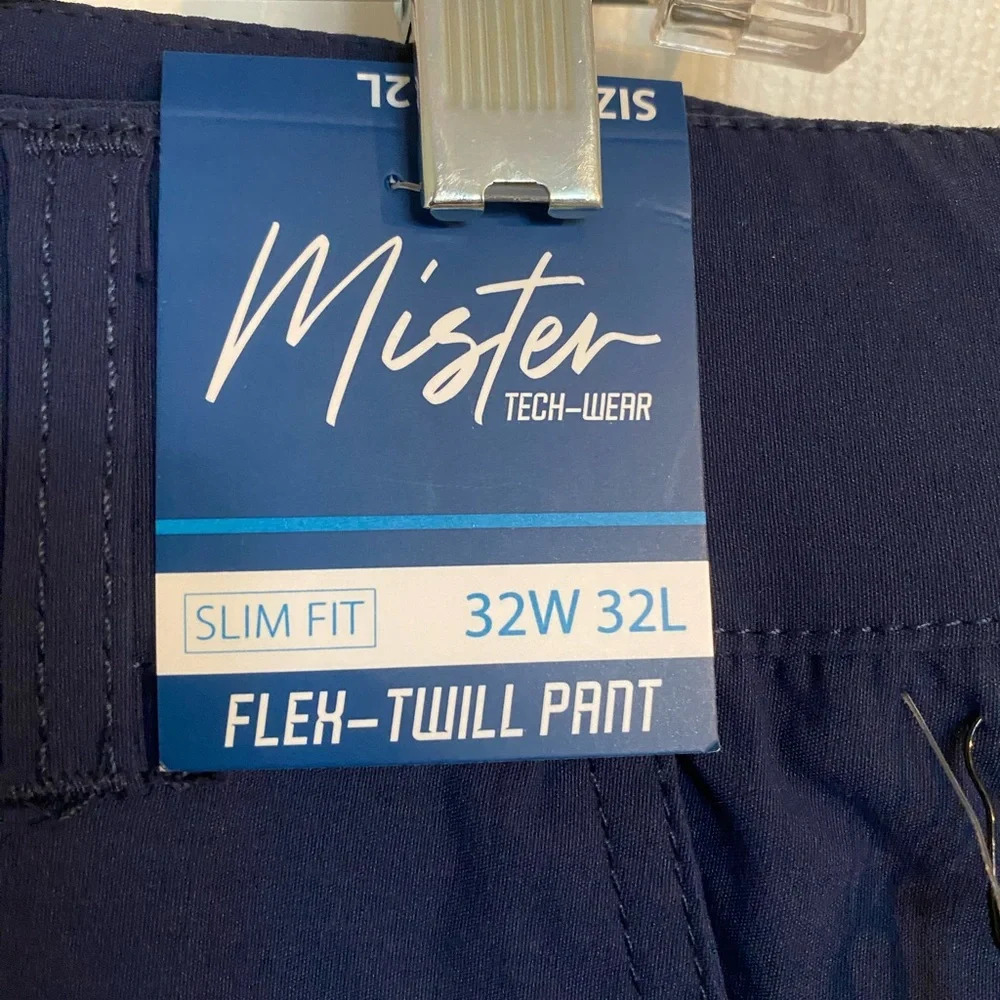 Mister
TECH-WEAR
SLIM FIT
32W 32L
FLEX-TWILL PANT